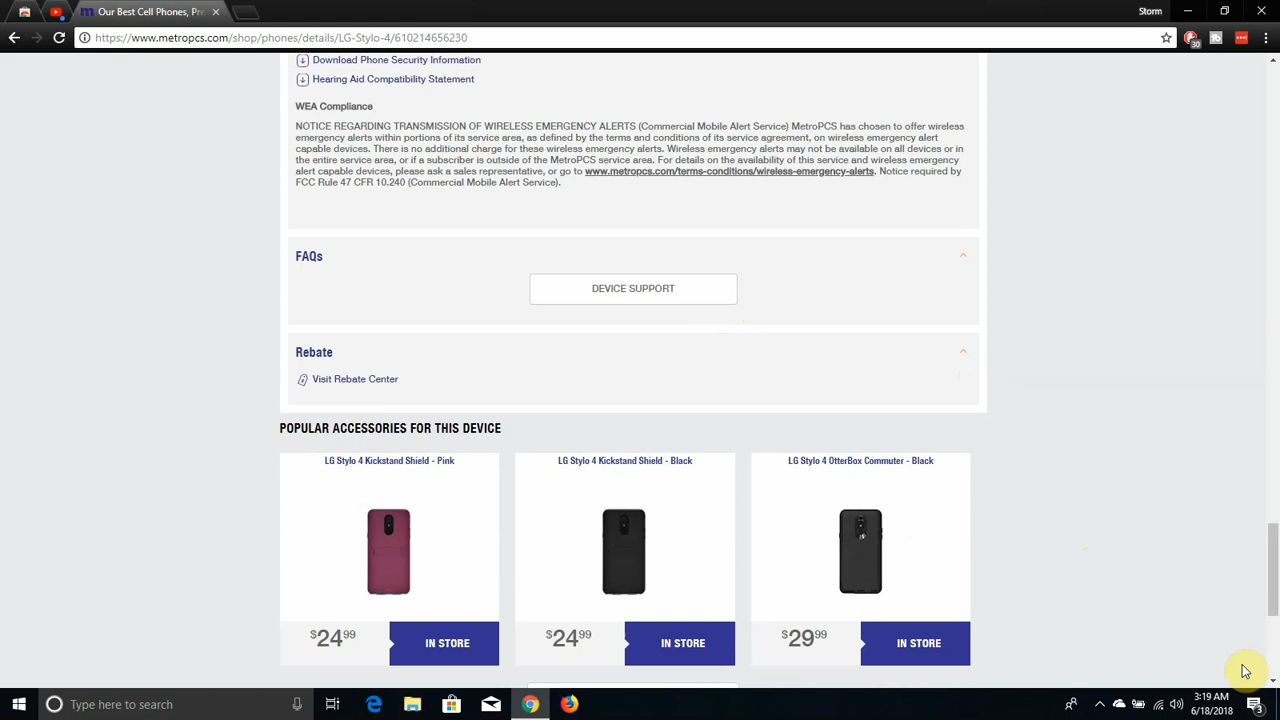 Our Best Cell Phones, Pre
Storm
https://www.metropcs.com/shop/phones/details/LG-Stylo-4/610214656230
30
Download Phone Security Information
Hearing Aid Compatibility Statement
WEA Compliance
NOTICE REGARDING TRANSMISSION OF WIRELESS EMERGENCY ALERTS (Commercial Mobile Alert Service) MetroPCS has chosen to offer wireless
emergency alerts within portions of its service area, as defined by the terms and conditions of its service agreement, on wireless emergency alert
capable devices. There is no additional charge for these wireless emergency alerts. Wireless emergency alerts may not be available on all devices or in
the entire service area, or if a subscriber is outside of the MetroPCS service area. For details on the availability of this service and wireless emergency
alert capable devices, please ask a sales representative, or go to www.metropcs.com/terms-conditions/wireless-emergency-alerts. Notice required by
FCC Rule 47 CFR 10.240 (Commercial Mobile Alert Service).
FAQs
DEVICE SUPPORT
Rebate
Visit Rebate Center
POPULAR ACCESSORIES FOR THIS DEVICE
LG Stylo 4 Kickstand Shield - Pink
LG Stylo 4 Kickstand Shield - Black
LG Stylo 4 OtterBox Commuter - Black
$24.99 IN STORE
$24.99 IN STORE
$29.99 IN STORE
Type here to search
3:19 AM
6/18/2018
3